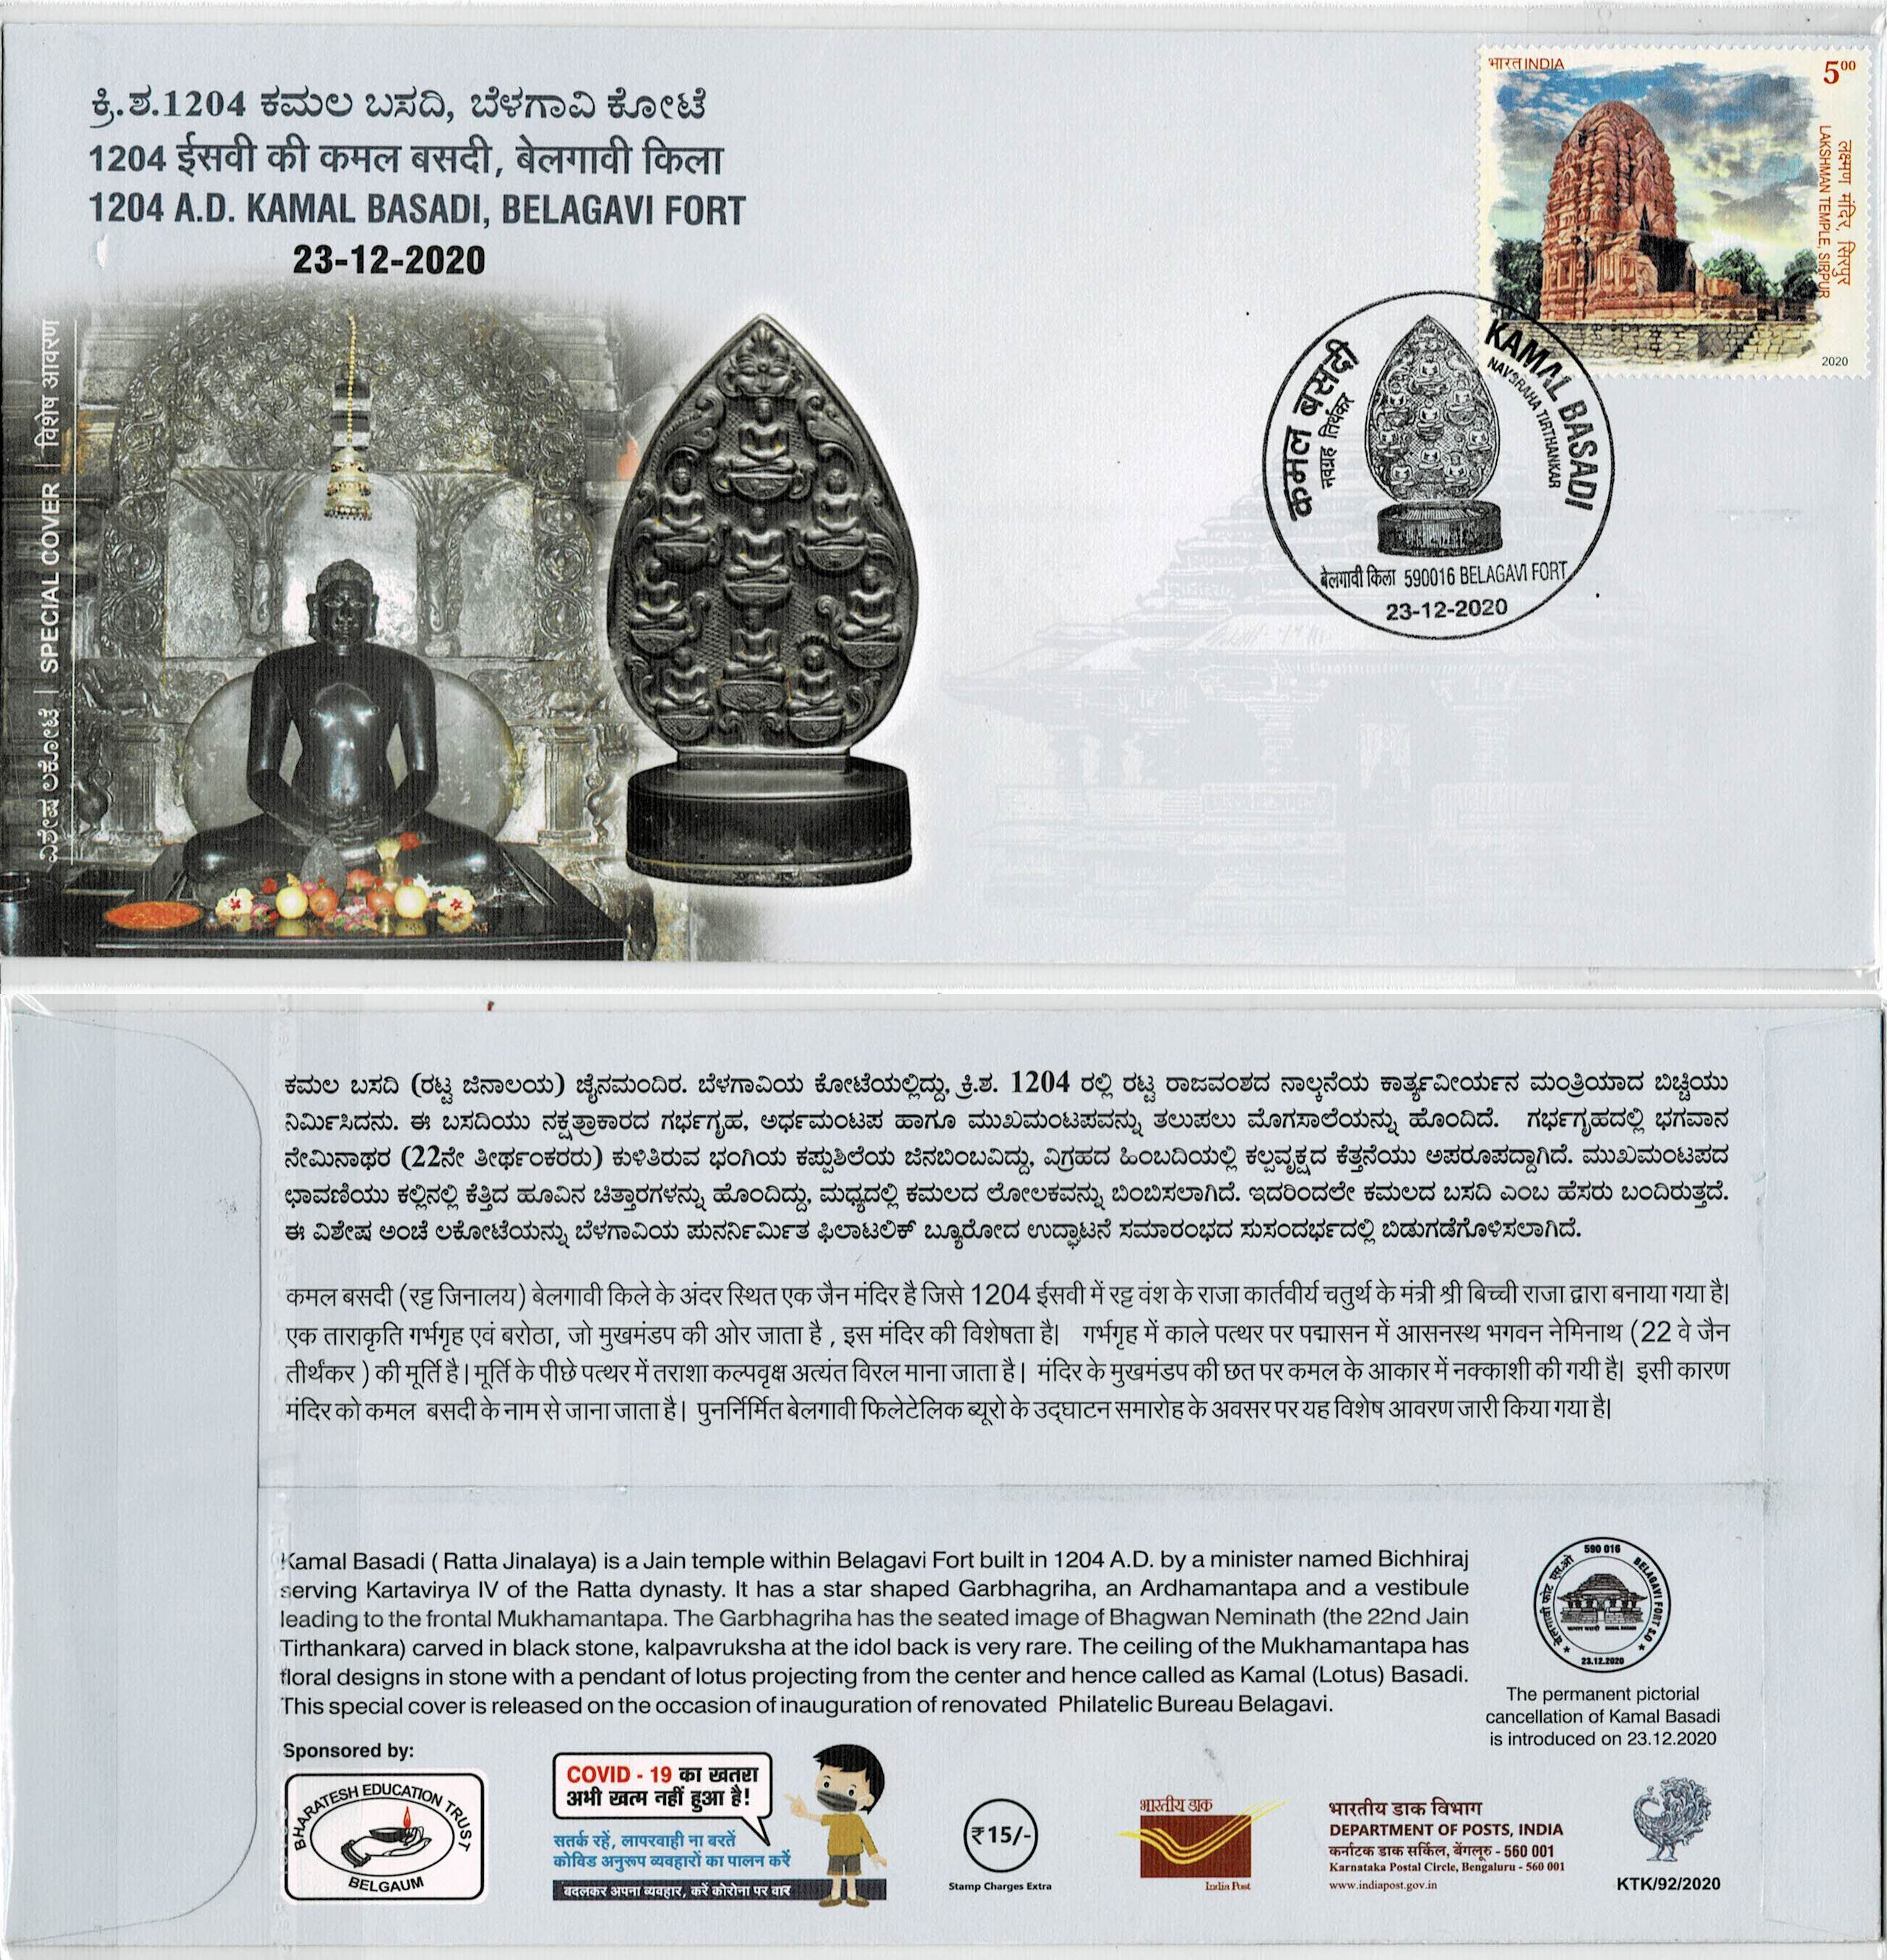 ಕ್ರಿ.ಶ.1204 ಕಮಲ ಬಸದಿ, ಬೆಳಗಾವಿ ಕೋಟೆ
1204 ईसवी की कमल बसदी, बेलगावी किला
1204 A.D. KAMAL BASADI, BELAGAVI FORT
23-12-2020
ವಿಶೇಷ ಲಕೋಟೆ | SPECIAL COVER | विशेष आवरण
भारत INDIA
5⁰⁰
लक्ष्मण मंदिर, सिरपुर
LAKSHMAN TEMPLE, SIRPUR
2020
कमल बसदी
नवग्रह तिर्थंकर
KAMAL BASADI
NAVGRAHA TIRTHANKAR
बेलगावी किला 590016 BELAGAVI FORT
23-12-2020
ಕಮಲ ಬಸದಿ (ರಟ್ಟ ಜಿನಾಲಯ) ಜೈನಮಂದಿರ. ಬೆಳಗಾವಿಯ ಕೋಟೆಯಲ್ಲಿದ್ದು, ಕ್ರಿ.ಶ. 1204 ರಲ್ಲಿ ರಟ್ಟ ರಾಜವಂಶದ ನಾಲ್ಕನೆಯ ಕಾರ್ತ್ಯವೀರ್ಯನ ಮಂತ್ರಿಯಾದ ಬಿಚ್ಚಿಯು
ನಿರ್ಮಿಸಿದನು. ಈ ಬಸದಿಯು ನಕ್ಷತ್ರಾಕಾರದ ಗರ್ಭಗೃಹ, ಅರ್ಧಮಂಟಪ ಹಾಗೂ ಮುಖಮಂಟಪವನ್ನು ತಲುಪಲು ಮೊಗಸಾಲೆಯನ್ನು ಹೊಂದಿದೆ. ಗರ್ಭಗೃಹದಲ್ಲಿ ಭಗವಾನ
ನೇಮಿನಾಥರ (22ನೇ ತೀರ್ಥಂಕರರು) ಕುಳಿತಿರುವ ಭಂಗಿಯ ಕಪ್ಪುಶಿಲೆಯ ಜಿನಬಿಂಬವಿದ್ದು, ವಿಗ್ರಹದ ಹಿಂಬದಿಯಲ್ಲಿ ಕಲ್ಪವೃಕ್ಷದ ಕೆತ್ತನೆಯು ಅಪರೂಪದ್ದಾಗಿದೆ. ಮುಖಮಂಟಪದ
ಛಾವಣಿಯು ಕಲ್ಲಿನಲ್ಲಿ ಕೆತ್ತಿದ ಹೂವಿನ ಚಿತ್ತಾರಗಳನ್ನು ಹೊಂದಿದ್ದು, ಮಧ್ಯದಲ್ಲಿ ಕಮಲದ ಲೋಲಕವನ್ನು ಬಿಂಬಿಸಲಾಗಿದೆ. ಇದರಿಂದಲೇ ಕಮಲದ ಬಸದಿ ಎಂಬ ಹೆಸರು ಬಂದಿರುತ್ತದೆ.
ಈ ವಿಶೇಷ ಅಂಚೆ ಲಕೋಟೆಯನ್ನು ಬೆಳಗಾವಿಯ ಪುನರ್ನಿರ್ಮಿತ ಫಿಲಾಟಲಿಕ್ ಬ್ಯೂರೋದ ಉದ್ಘಾಟನೆ ಸಮಾರಂಭದ ಸುಸಂದರ್ಭದಲ್ಲಿ ಬಿಡುಗಡೆಗೊಳಿಸಲಾಗಿದೆ.
कमल बसदी (रट्ट जिनालय) बेलगावी किले के अंदर स्थित एक जैन मंदिर है जिसे 1204 ईसवी में रट्ट वंश के राजा कार्तवीर्य चतुर्थ के मंत्री श्री बिच्ची राजा द्वारा बनाया गया है।
एक ताराकृति गर्भगृह एवं बरोठा, जो मुखमंडप की ओर जाता है , इस मंदिर की विशेषता है। गर्भगृह में काले पत्थर पर पद्मासन में आसनस्थ भगवन नेमिनाथ (22 वे जैन
तीर्थंकर ) की मूर्ति है। मूर्ति के पीछे पत्थर में तराशा कल्पवृक्ष अत्यंत विरल माना जाता है। मंदिर के मुखमंडप की छत पर कमल के आकार में नक्काशी की गयी है। इसी कारण
मंदिर को कमल बसदी के नाम से जाना जाता है। पुनर्निर्मित बेलगावी फिलेटेलिक ब्यूरो के उद्घाटन समारोह के अवसर पर यह विशेष आवरण जारी किया गया है।
Kamal Basadi ( Ratta Jinalaya) is a Jain temple within Belagavi Fort built in 1204 A.D. by a minister named Bichhiraj
serving Kartavirya IV of the Ratta dynasty. It has a star shaped Garbhagriha, an Ardhamantapa and a vestibule
leading to the frontal Mukhamantapa. The Garbhagriha has the seated image of Bhagwan Neminath (the 22nd Jain
Tirthankara) carved in black stone, kalpavruksha at the idol back is very rare. The ceiling of the Mukhamantapa has
floral designs in stone with a pendant of lotus projecting from the center and hence called as Kamal (Lotus) Basadi.
This special cover is released on the occasion of inauguration of renovated Philatelic Bureau Belagavi.
590 016
बेलगावी फोर्ट एस.ओ
BELAGAVI FORT S.O
कमल बसदी KAMAL BASADI
23.12.2020
The permanent pictorial
cancellation of Kamal Basadi
is introduced on 23.12.2020
Sponsored by:
BHARATESH EDUCATION TRUST
BELGAUM
COVID - 19 का खतरा
अभी खत्म नहीं हुआ है!
सतर्क रहें, लापरवाही ना बरतें
कोविड अनुरूप व्यवहारों का पालन करें
बदलकर अपना व्यवहार, करें कोरोना पर वार
₹15/-
Stamp Charges Extra
भारतीय डाक
India Post
भारतीय डाक विभाग
DEPARTMENT OF POSTS, INDIA
कर्नाटक डाक सर्किल, बेंगलूरु - 560 001
Karnataka Postal Circle, Bengaluru - 560 001
www.indiapost.gov.in
KTK/92/2020